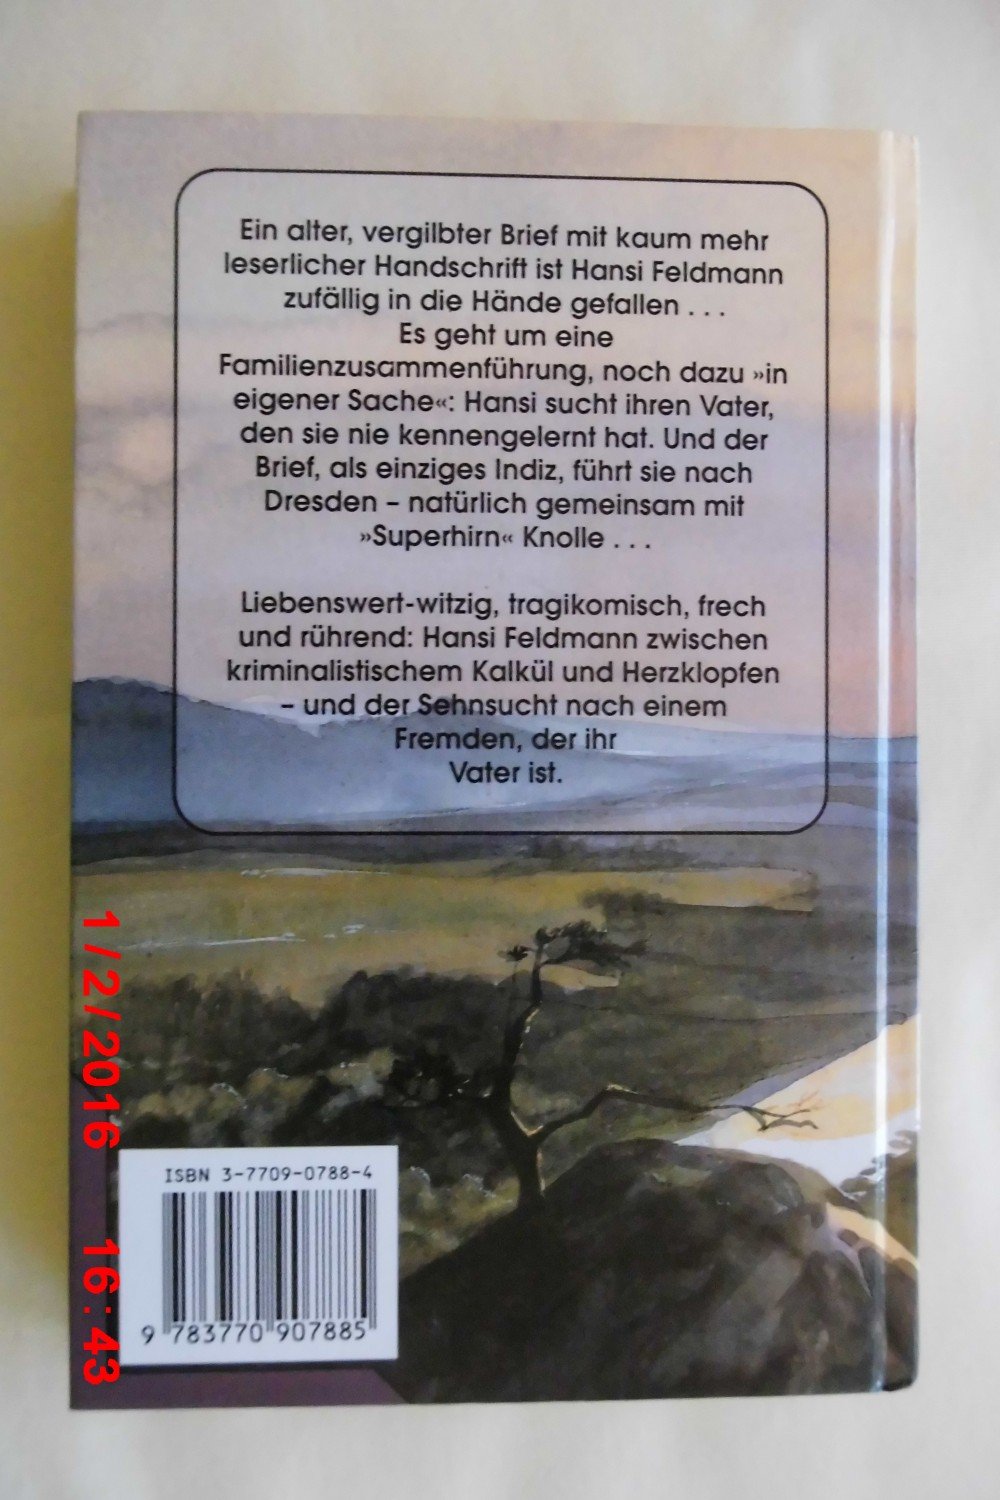 Ein alter, vergilbter Brief mit kaum mehr
leserlicher Handschrift ist Hansi Feldmann
zufällig in die Hände gefallen . . .
Es geht um eine
Familienzusammenführung, noch dazu »in
eigener Sache«: Hansi sucht ihren Vater,
den sie nie kennengelernt hat. Und der
Brief, als einziges Indiz, führt sie nach
Dresden – natürlich gemeinsam mit
»Superhirn« Knolle . . .
Liebenswert-witzig, tragikomisch, frech
und rührend: Hansi Feldmann zwischen
kriminalistischem Kalkül und Herzklopfen
– und der Sehnsucht nach einem
Fremden, der ihr
Vater ist.
ISBN 3-7709-0788-4
9 783770 907885
1/2/2016 16:43